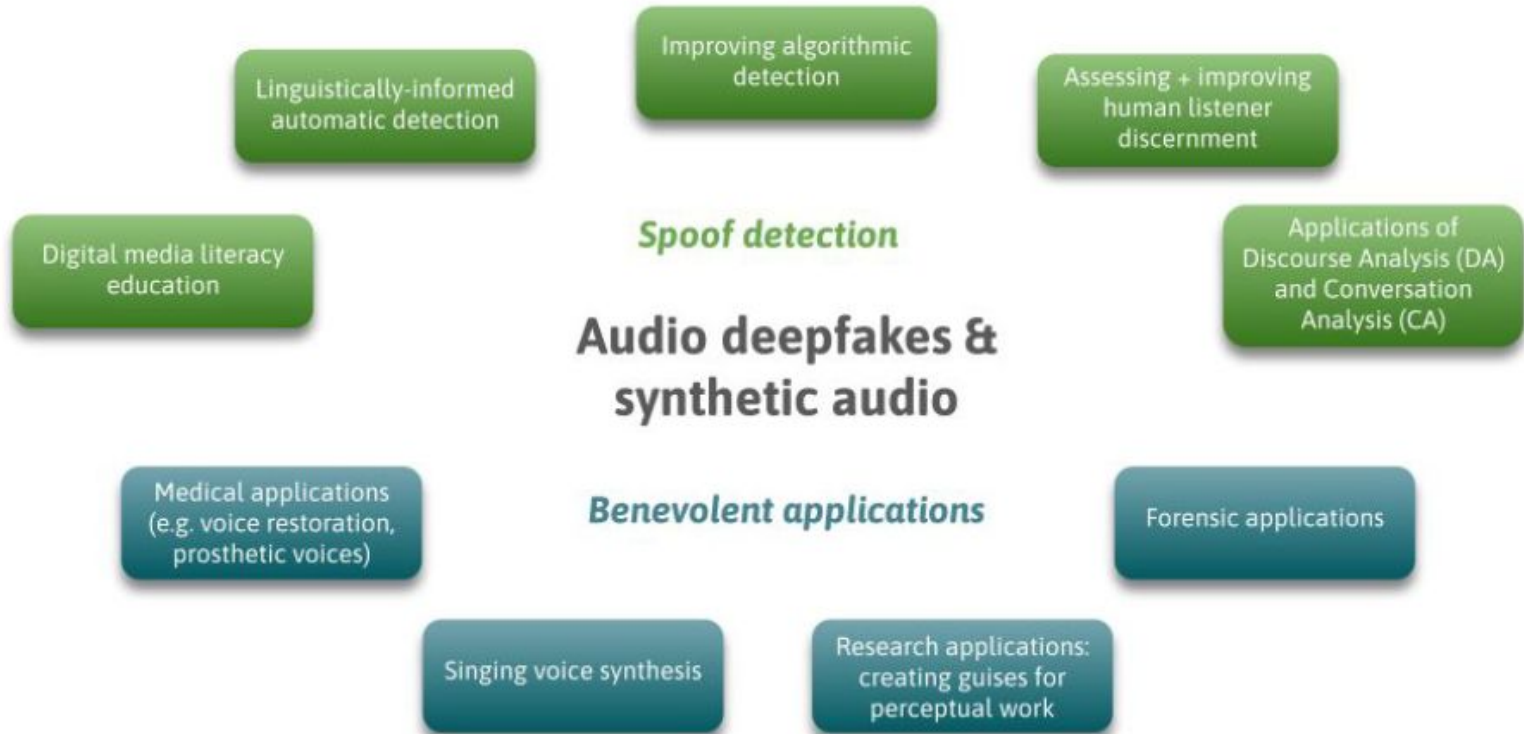 Improving algorithmic
detection
Linguistically-informed
automatic detection
Assessing + improving
human listener
discernment
Digital media literacy
education
Spoof detection
Applications of
Discourse Analysis (DA)
and Conversation
Analysis (CA)
Audio deepfakes &
synthetic audio
Medical applications
(e.g. voice restoration,
prosthetic voices)
Benevolent applications
Forensic applications
Singing voice synthesis
Research applications:
creating guises for
perceptual work